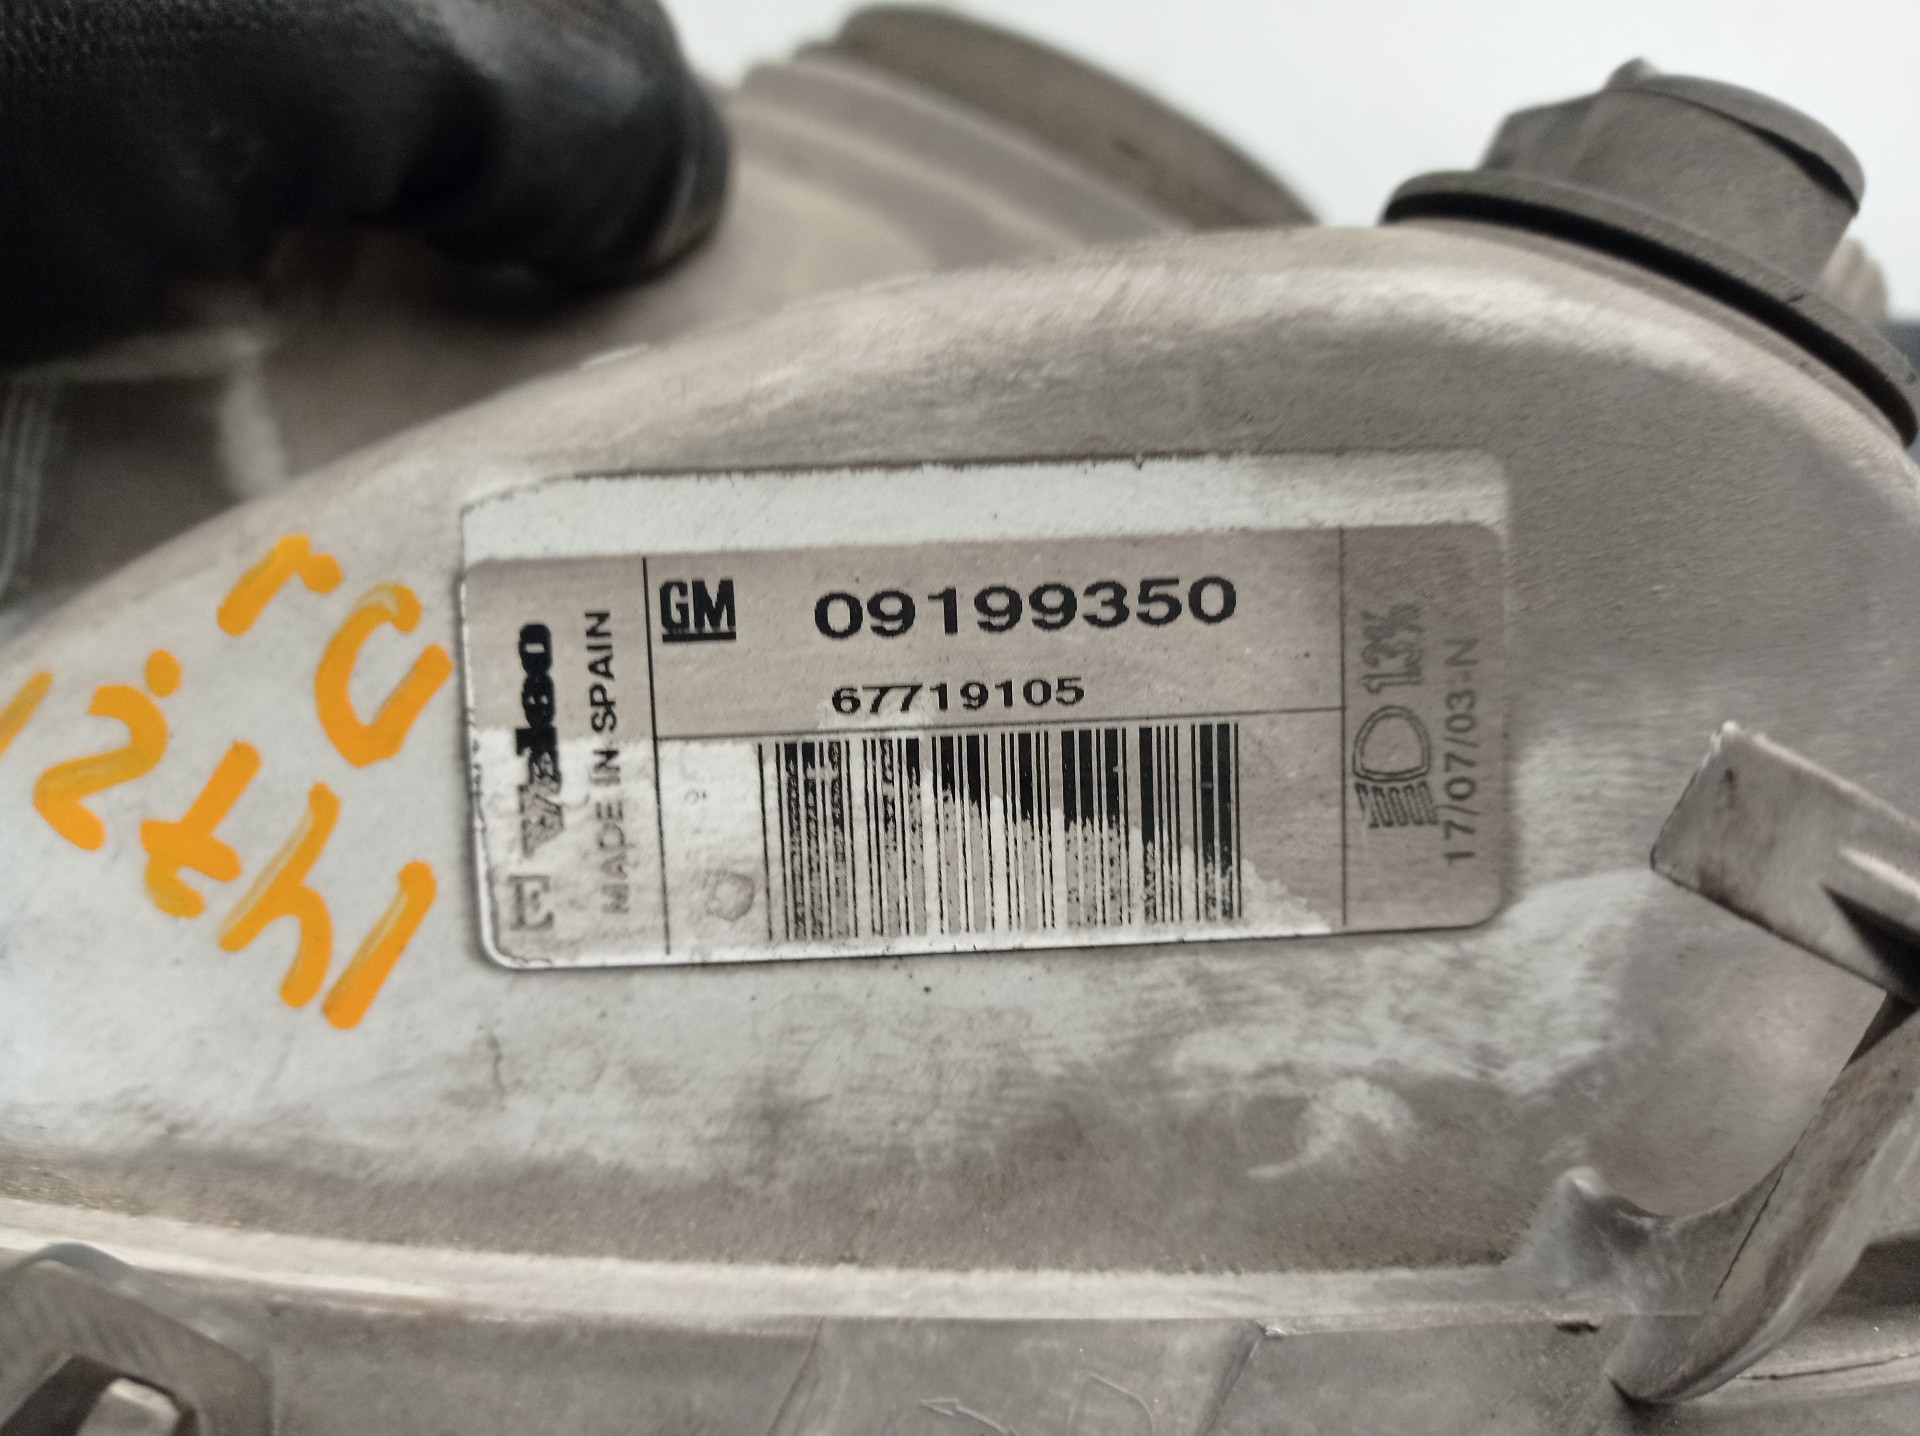 GM 09199350
67719105
E Valeo
MADE IN SPAIN
1.3%
17/07/03-N